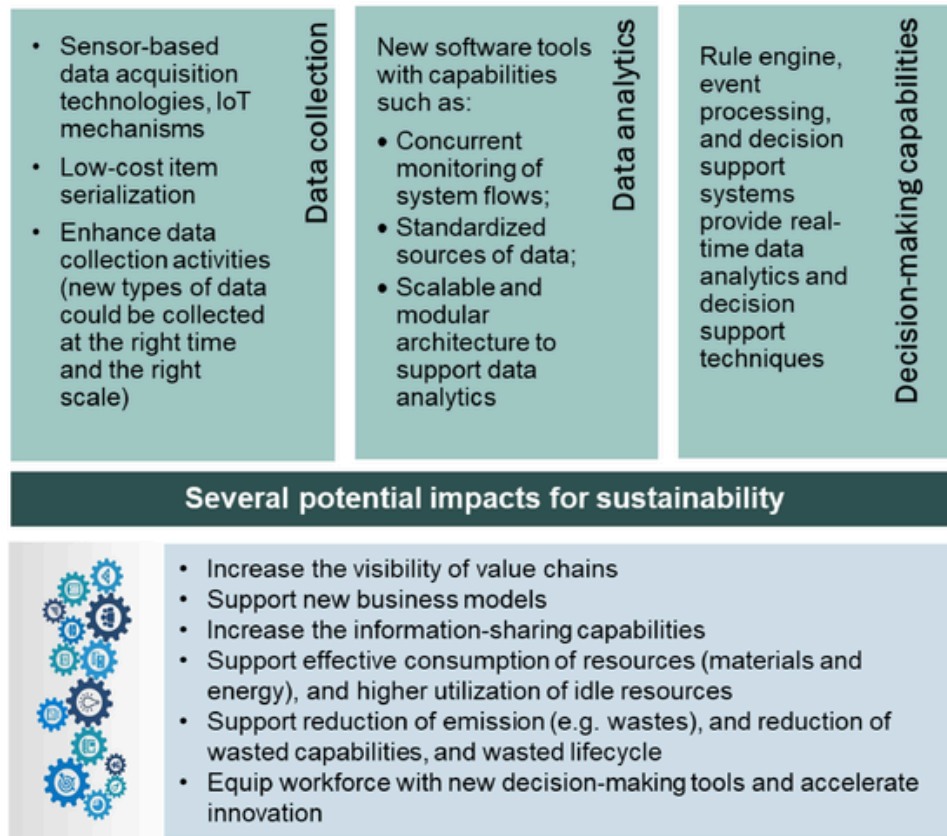 • Sensor-based
data acquisition
technologies, IoT
mechanisms
• Low-cost item
serialization
• Enhance data
collection activities
(new types of data
could be collected
at the right time
and the right
scale)
Data collection
New software tools
with capabilities
such as:
• Concurrent
monitoring of
system flows;
• Standardized
sources of data;
• Scalable and
modular
architecture to
support data
analytics
Data analytics
Rule engine,
event
processing,
and decision
support
systems
provide real-
time data
analytics and
decision
support
techniques
Decision-making capabilities
Several potential impacts for sustainability
• Increase the visibility of value chains
• Support new business models
• Increase the information-sharing capabilities
• Support effective consumption of resources (materials and
energy), and higher utilization of idle resources
• Support reduction of emission (e.g. wastes), and reduction of
wasted capabilities, and wasted lifecycle
• Equip workforce with new decision-making tools and accelerate
innovation